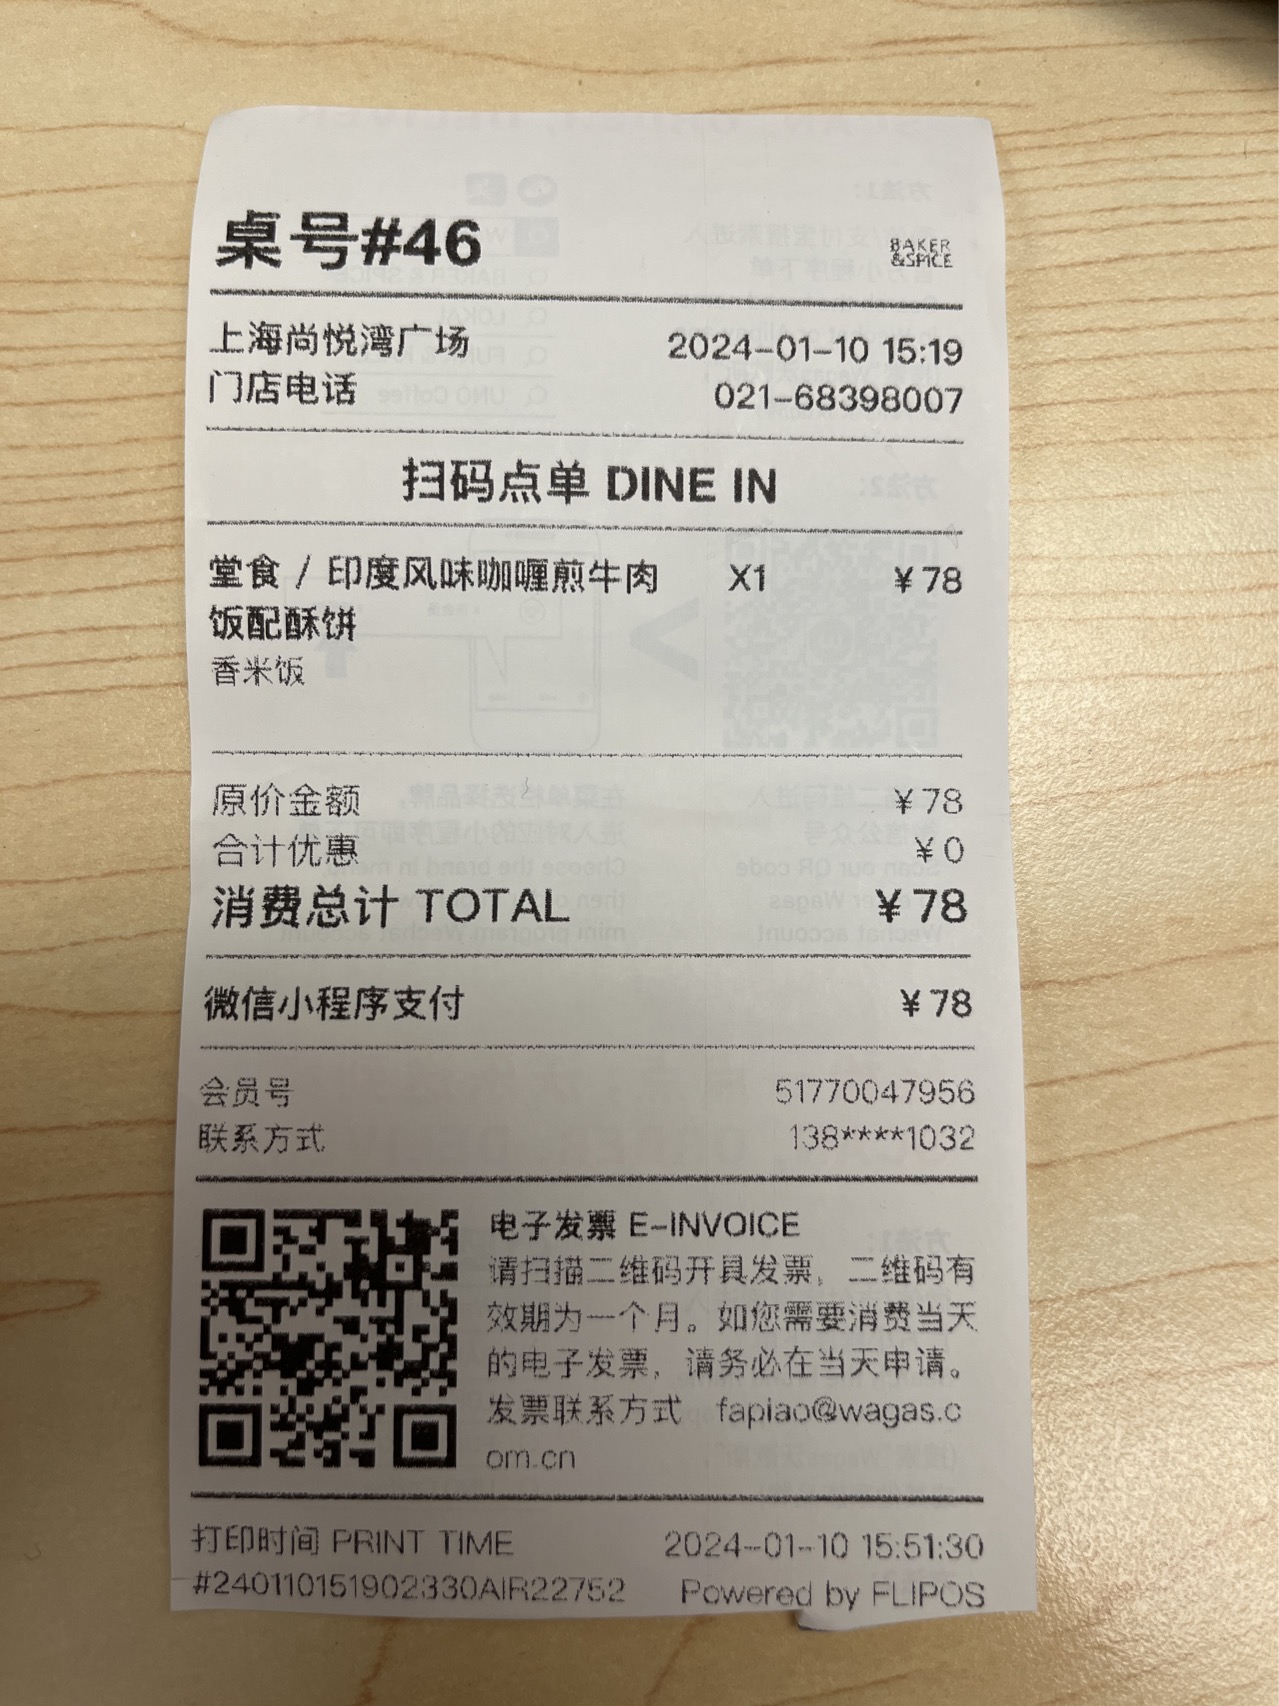 桌号#46
BAKER
&SPICE
上海尚悦湾广场 2024-01-10 15:19
门店电话 021-68398007
扫码点单 DINE IN
堂食 / 印度风味咖喱煎牛肉 X1 ¥78
饭配酥饼
香米饭
原价金额 ¥78
合计优惠 ¥0
消费总计 TOTAL ¥78
微信小程序支付 ¥78
会员号 51770047956
联系方式 138****1032
电子发票 E-INVOICE
请扫描二维码开具发票，二维码有
效期为一个月。如您需要消费当天
的电子发票，请务必在当天申请。
发票联系方式 fapiao@wagas.c
om.cn
打印时间 PRINT TIME 2024-01-10 15:51:30
#240110151902330AIR22752 Powered by FLIPOS